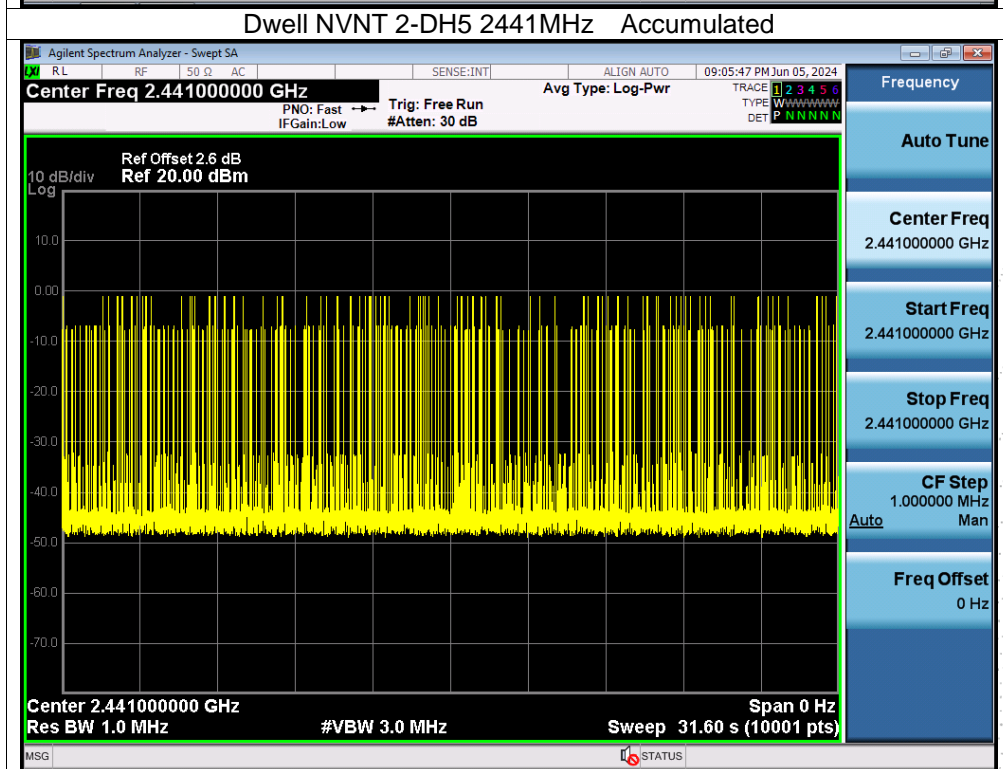 Dwell NVNT 2-DH5 2441MHz Accumulated
Agilent Spectrum Analyzer - Swept SA
LXI RL RF 50 Ω AC SENSE:INT ALIGN AUTO 09:05:47 PM Jun 05, 2024
Center Freq 2.441000000 GHz
PNO: Fast
IFGain:Low
Trig: Free Run
#Atten: 30 dB
Avg Type: Log-Pwr
TRACE 1 2 3 4 5 6
TYPE WWWWWWW
DET P N N N N N
Frequency
Auto Tune
Center Freq
2.441000000 GHz
Start Freq
2.441000000 GHz
Stop Freq
2.441000000 GHz
CF Step
1.000000 MHz
Auto Man
Freq Offset
0 Hz
Ref Offset 2.6 dB
10 dB/div Ref 20.00 dBm
Log
10.0
0.00
-10.0
-20.0
-30.0
-40.0
-50.0
-60.0
-70.0
Center 2.441000000 GHz Span 0 Hz
Res BW 1.0 MHz #VBW 3.0 MHz Sweep 31.60 s (10001 pts)
MSG STATUS